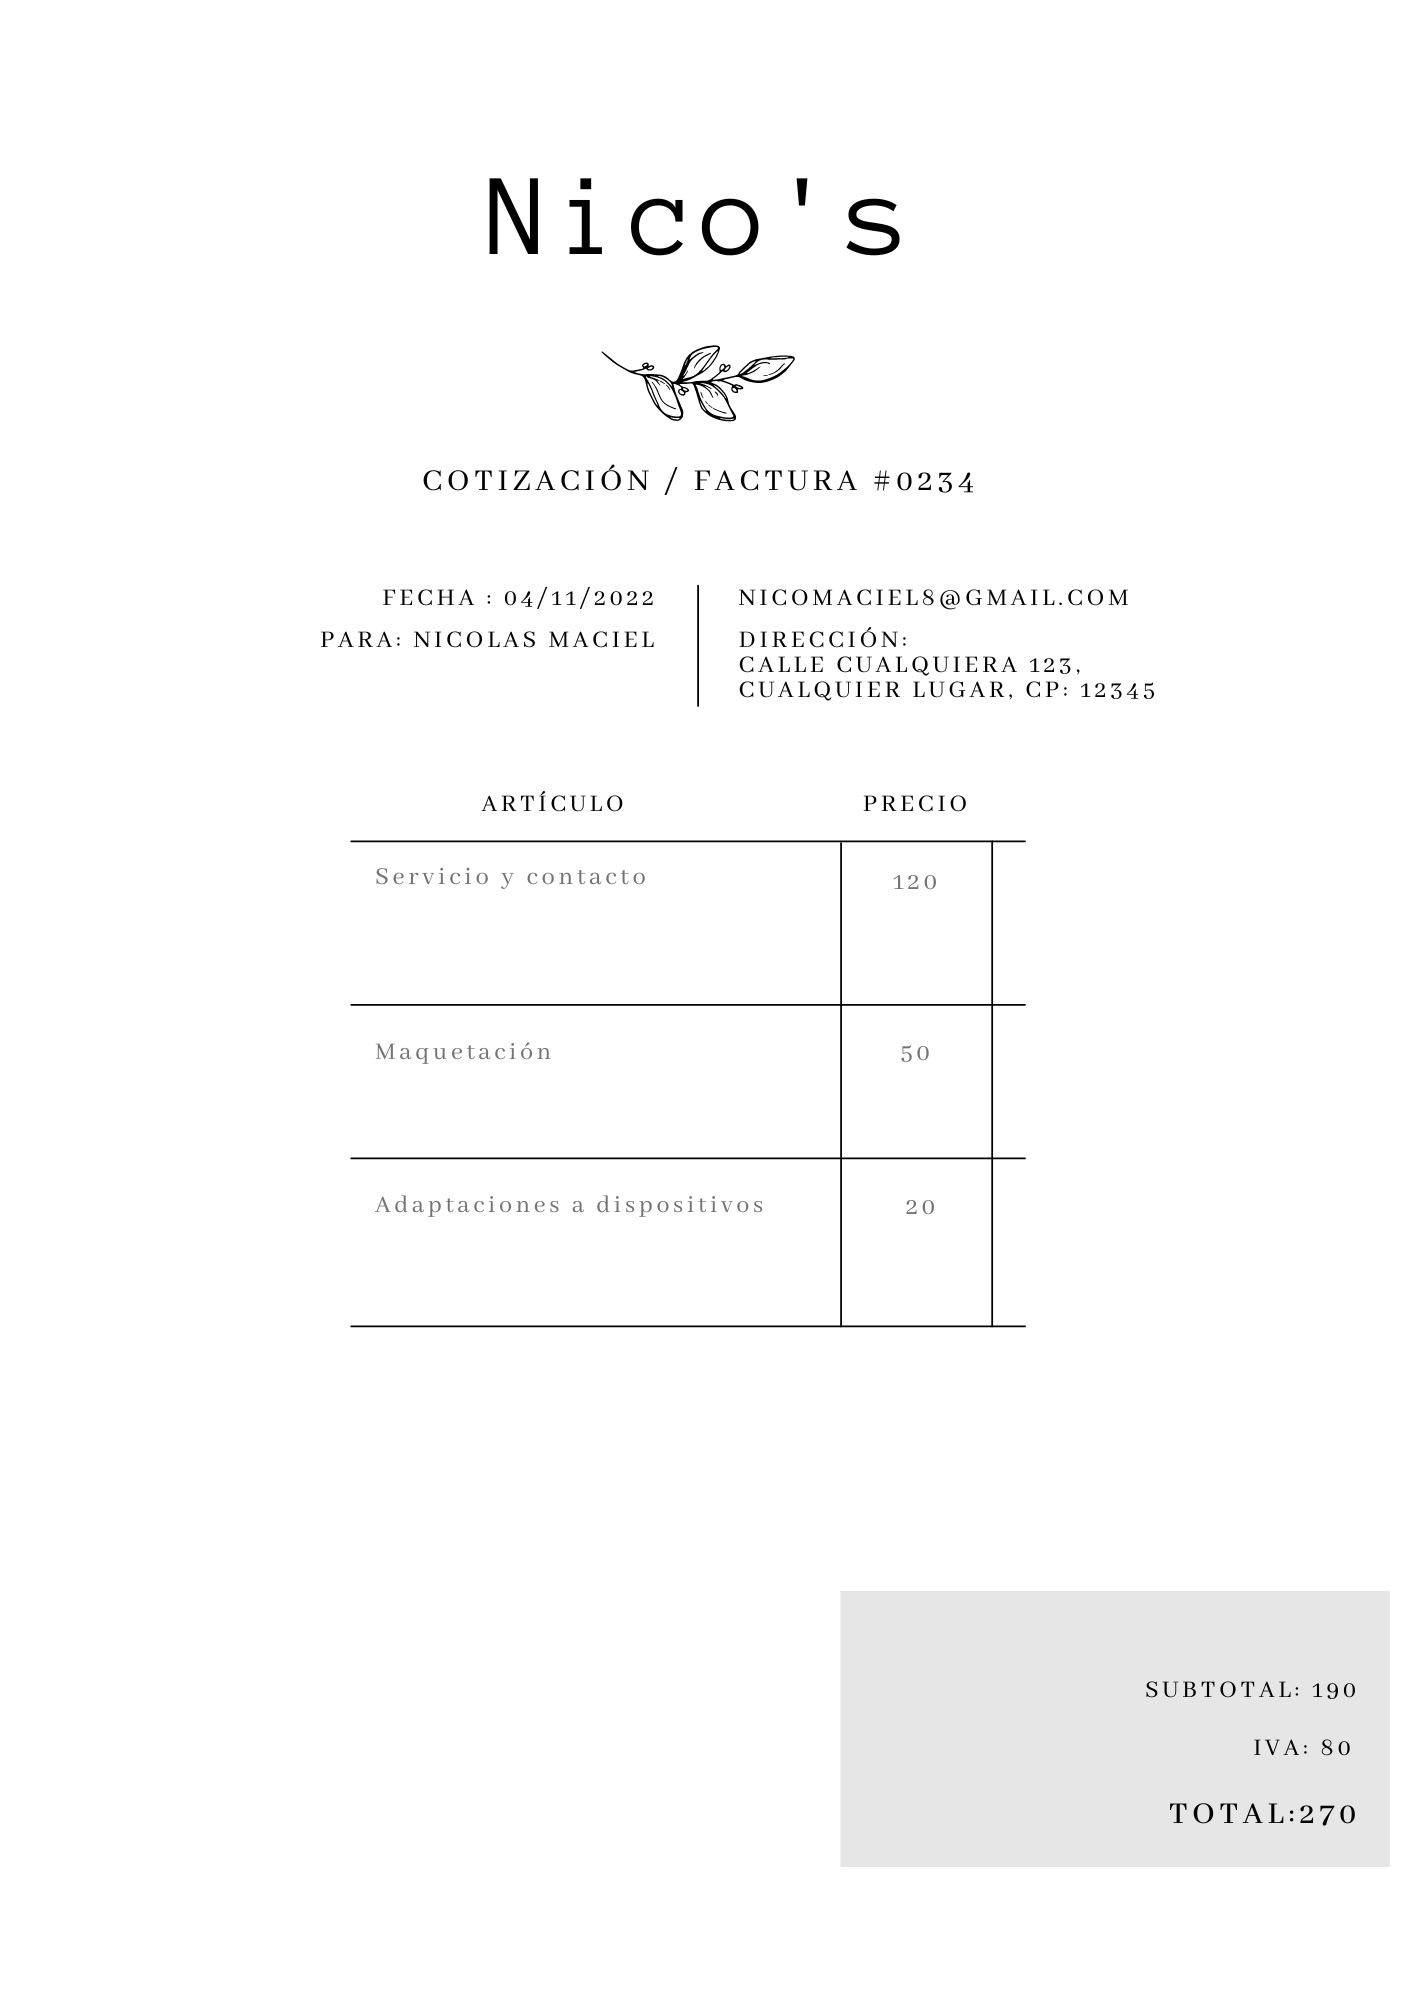 Nico's
COTIZACIÓN / FACTURA #0234
FECHA : 04/11/2022
PARA: NICOLAS MACIEL
NICOMACIEL8@GMAIL.COM
DIRECCIÓN:
CALLE CUALQUIERA 123,
CUALQUIER LUGAR, CP: 12345
ARTÍCULO PRECIO
Servicio y contacto 120
Maquetación 50
Adaptaciones a dispositivos 20
SUBTOTAL: 190
IVA: 80
TOTAL:270